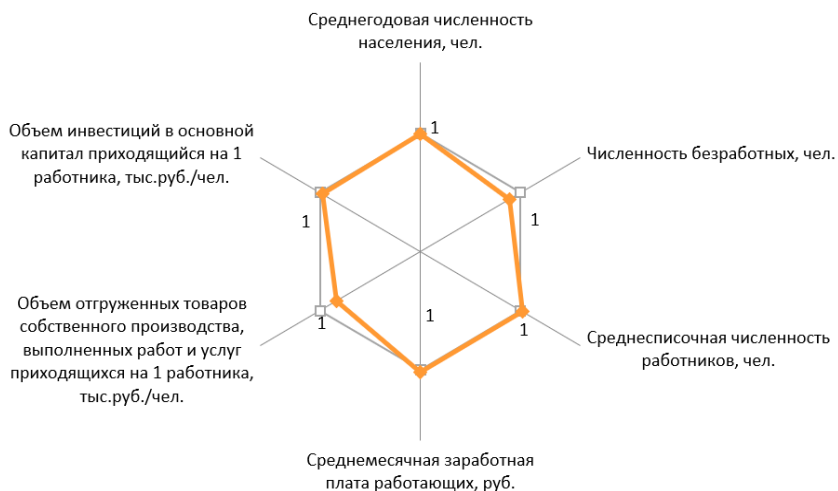 Среднегодовая численность
населения, чел.
1
Численность безработных, чел.
1
Среднесписочная численность
работников, чел.
1
Среднемесячная заработная
плата работающих, руб.
1
Объем отгруженных товаров
собственного производства,
выполненных работ и услуг
приходящихся на 1 работника,
тыс.руб./чел.
1
Объем инвестиций в основной
капитал приходящийся на 1
работника, тыс.руб./чел.
1